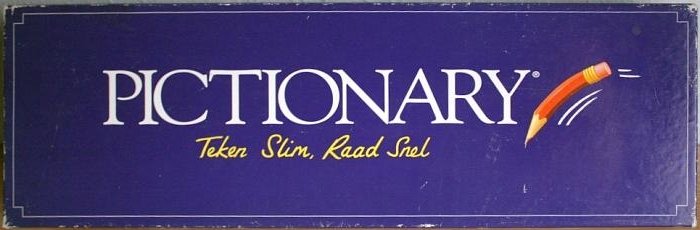 PICTIONARY®
Teken Slim, Raad Snel